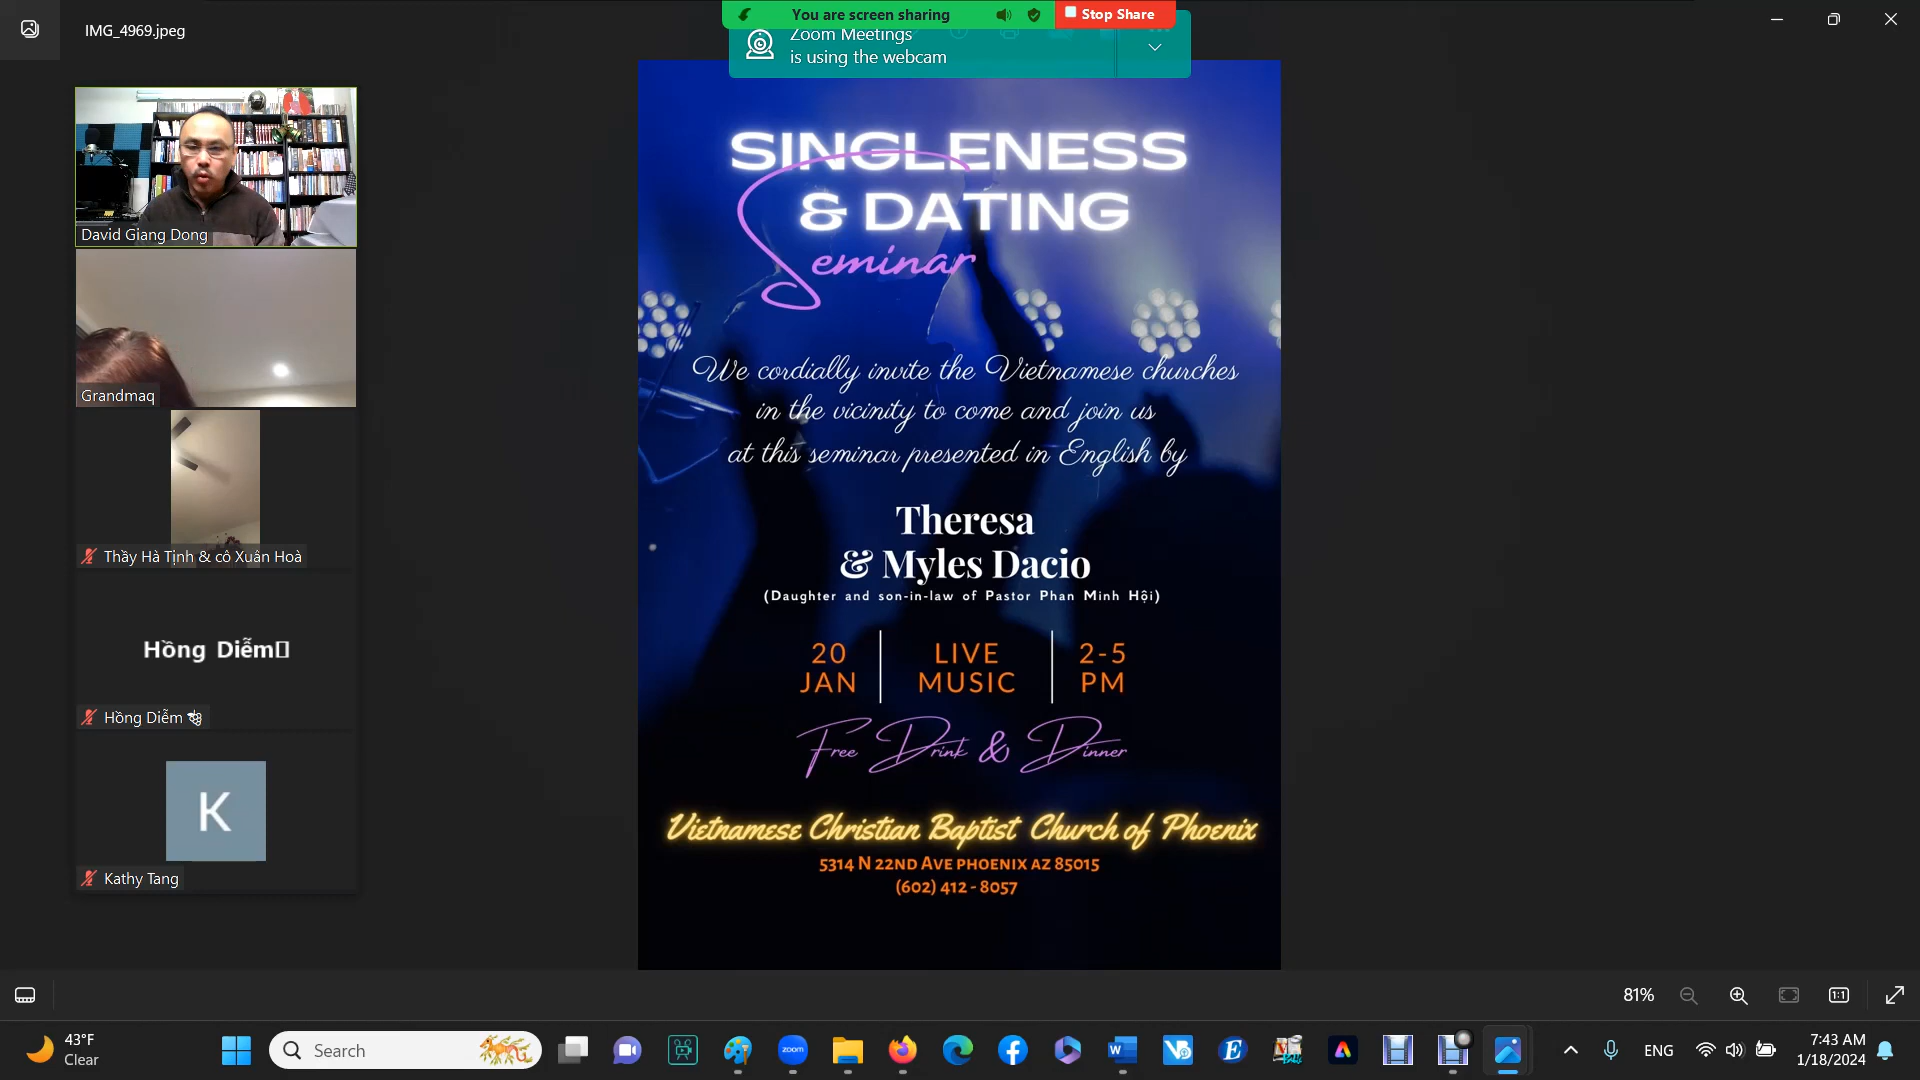 IMG_4969.jpeg
You are screen sharing
Stop Share
Zoom Meetings
is using the webcam
David Giang Dong
Grandmaq
Thầy Hà Tịnh & cô Xuân Hoà
Hồng Diễm
Hồng Diễm
K
Kathy Tang
SINGLENESS
& DATING
Seminar
We cordially invite the Vietnamese churches
in the vicinity to come and join us
at this seminar presented in English by
Theresa
& Myles Dacio
(Daughter and son-in-law of Pastor Phan Minh Hội)
20 LIVE 2-5
JAN MUSIC PM
Free Drink & Dinner
Vietnamese Christian Baptist Church of Phoenix
5314 N 22nd Ave Phoenix AZ 85015
(602) 412 - 8057
81%
1:1
43°F
Clear
Search
zoom
ENG
7:43 AM
1/18/2024